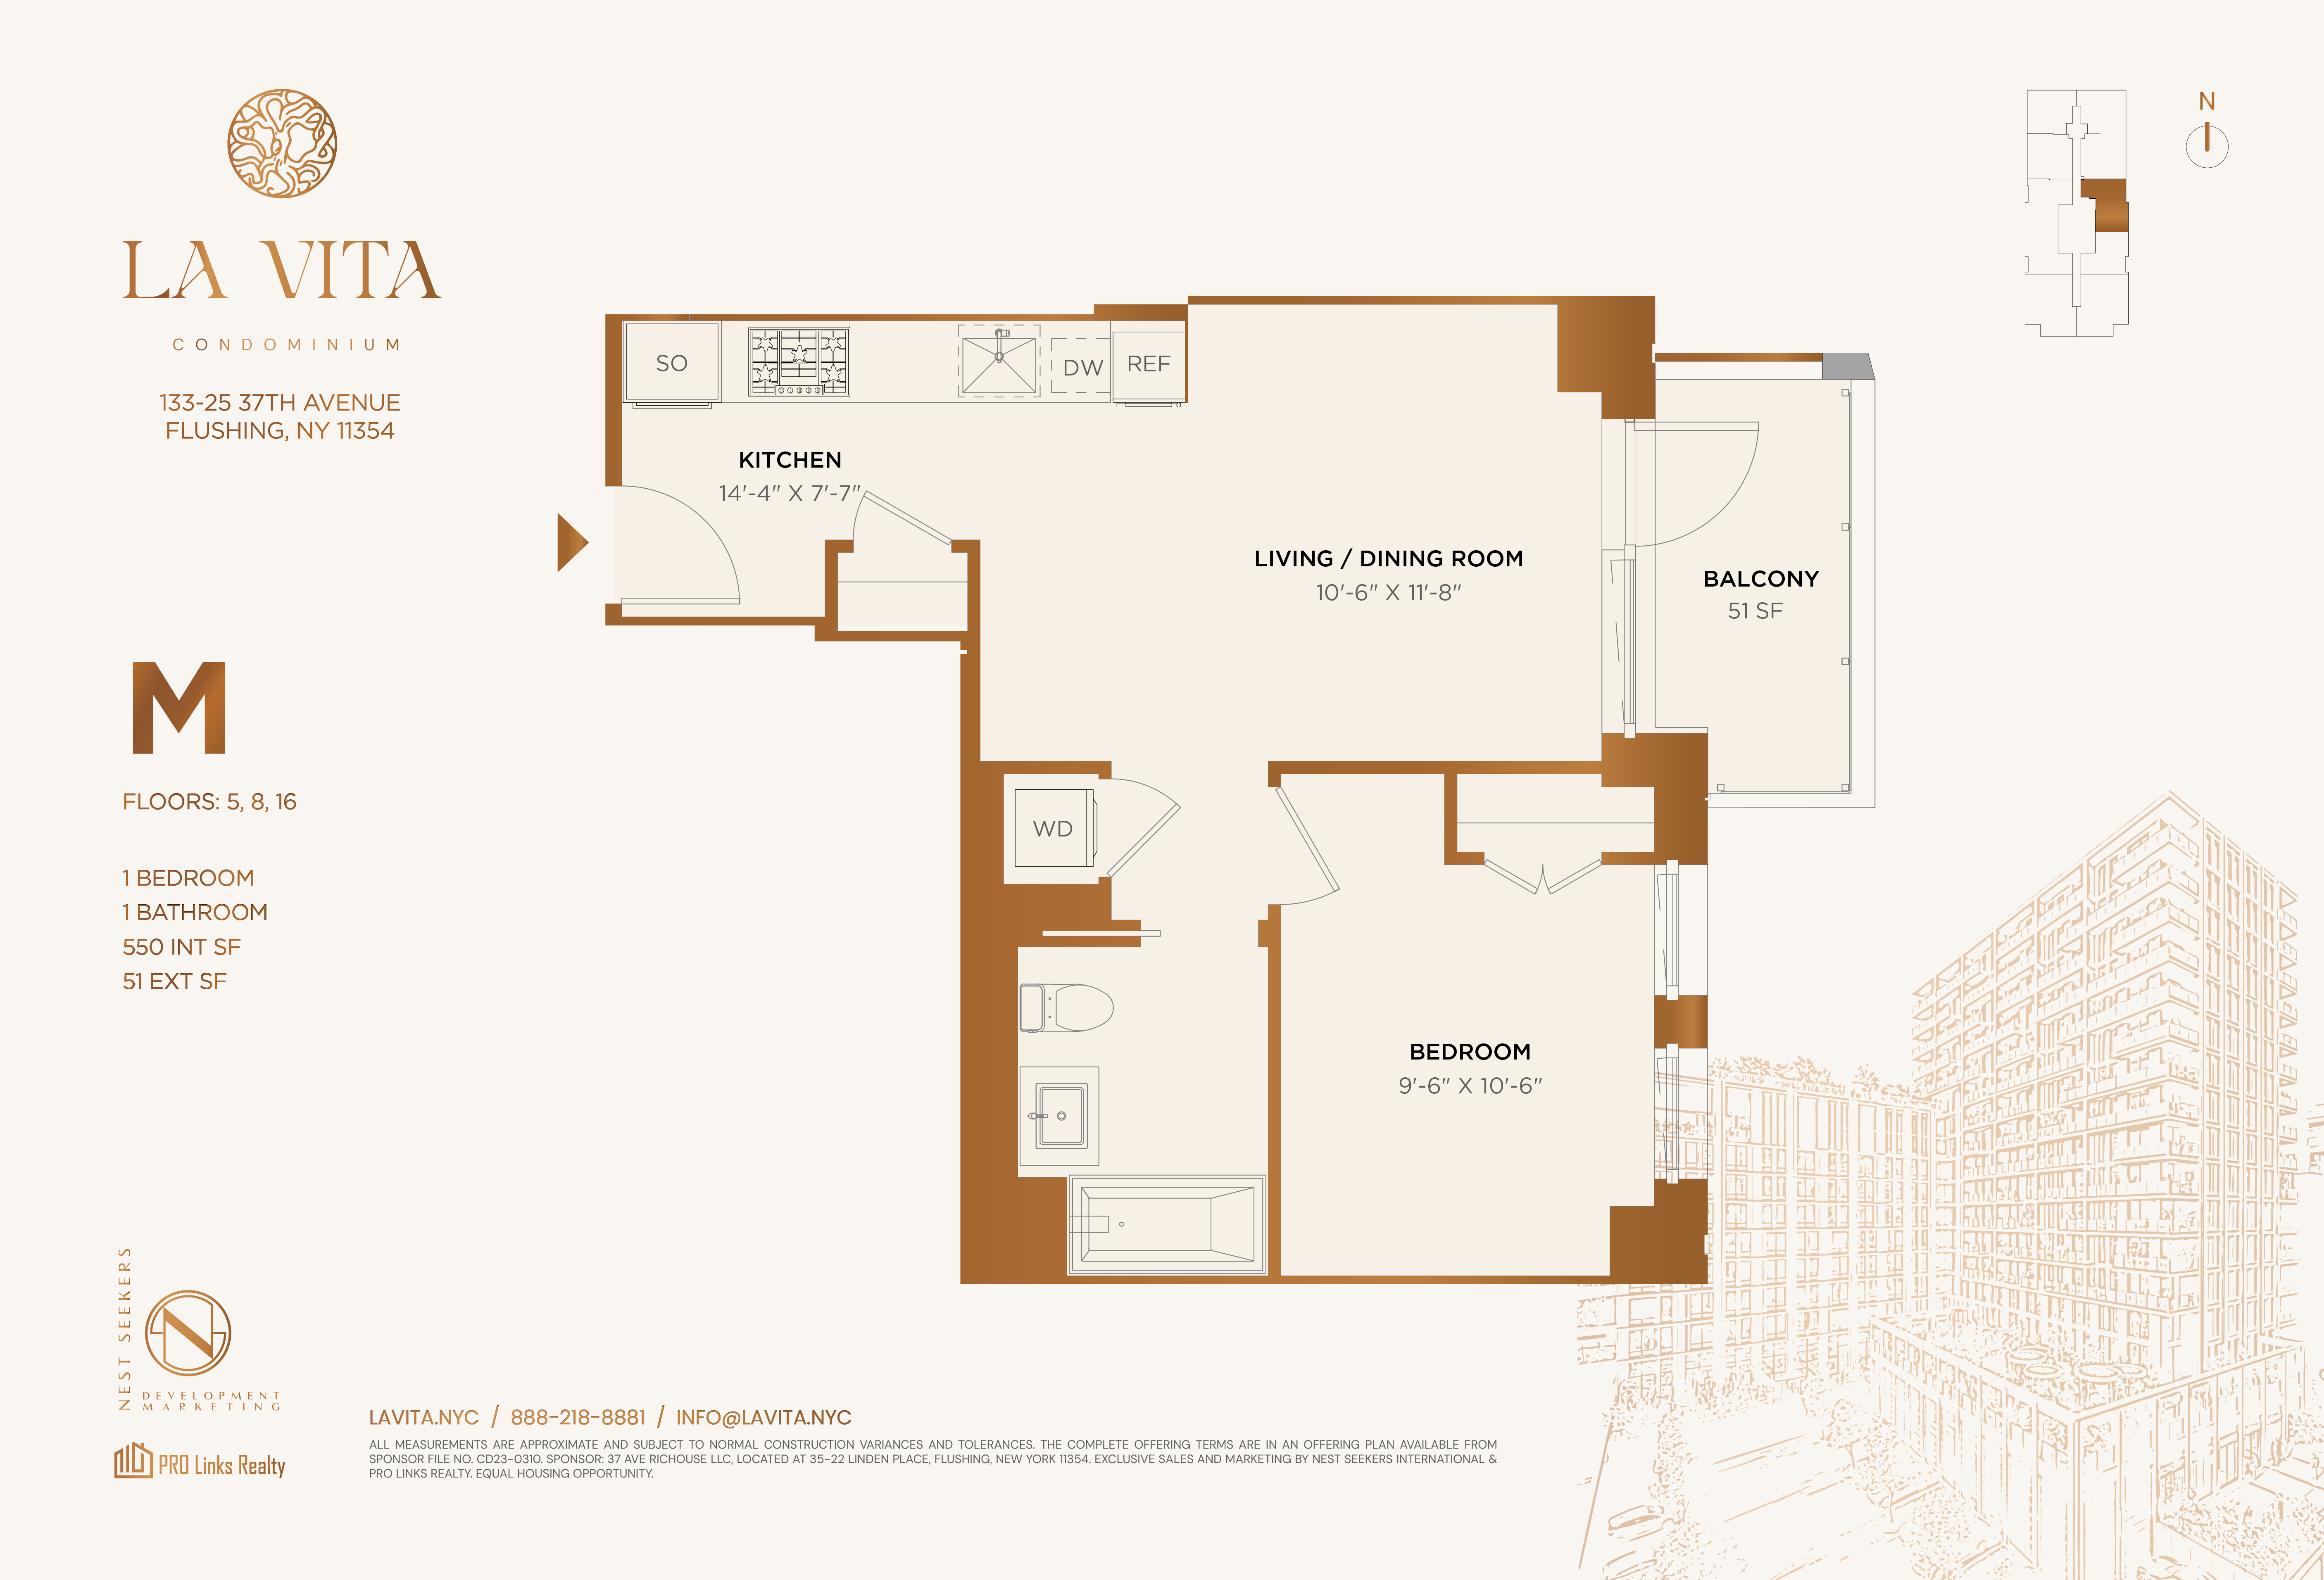 LA VITA
CONDOMINIUM
133-25 37TH AVENUE
FLUSHING, NY 11354
N
M
FLOORS: 5, 8, 16
1 BEDROOM
1 BATHROOM
550 INT SF
51 EXT SF
SO
DW
REF
KITCHEN
14'-4" X 7'-7"
LIVING / DINING ROOM
10'-6" X 11'-8"
BALCONY
51 SF
WD
BEDROOM
9'-6" X 10'-6"
NEST SEEKERS
DEVELOPMENT
MARKETING
PRO Links Realty
LAVITA.NYC / 888-218-8881 / INFO@LAVITA.NYC
ALL MEASUREMENTS ARE APPROXIMATE AND SUBJECT TO NORMAL CONSTRUCTION VARIANCES AND TOLERANCES. THE COMPLETE OFFERING TERMS ARE IN AN OFFERING PLAN AVAILABLE FROM
SPONSOR FILE NO. CD23-0310. SPONSOR: 37 AVE RICHOUSE LLC, LOCATED AT 35-22 LINDEN PLACE, FLUSHING, NEW YORK 11354. EXCLUSIVE SALES AND MARKETING BY NEST SEEKERS INTERNATIONAL &
PRO LINKS REALTY. EQUAL HOUSING OPPORTUNITY.